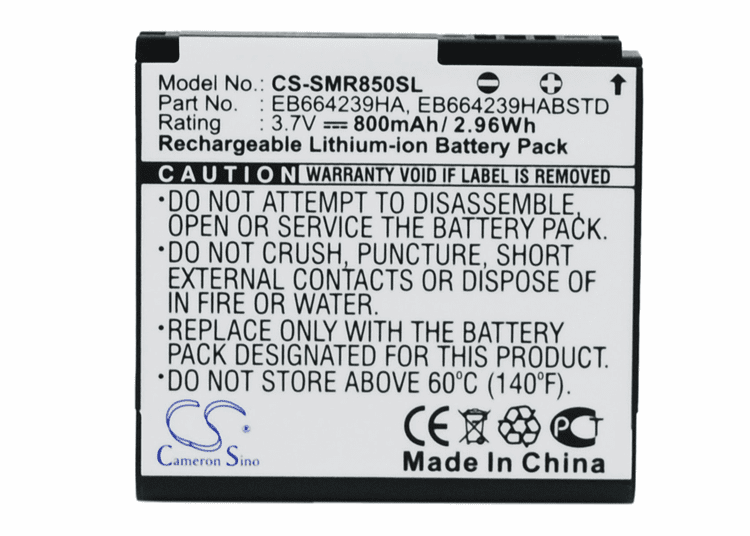 Model No.: CS-SMR850SL
Part No. : EB664239HA, EB664239HABSTD
Rating : 3.7V 800mAh/2.96Wh
Rechargeable Lithium-ion Battery Pack
CAUTION WARRANTY VOID IF LABEL IS REMOVED
•DO NOT ATTEMPT TO DISASSEMBLE,
OPEN OR SERVICE THE BATTERY PACK.
•DO NOT CRUSH, PUNCTURE, SHORT
EXTERNAL CONTACTS OR DISPOSE OF
IN FIRE OR WATER.
•REPLACE ONLY WITH THE BATTERY
PACK DESIGNATED FOR THIS PRODUCT.
•DO NOT STORE ABOVE 60°C (140°F).
CS ®
Cameron Sino
CE PCT
Made In China